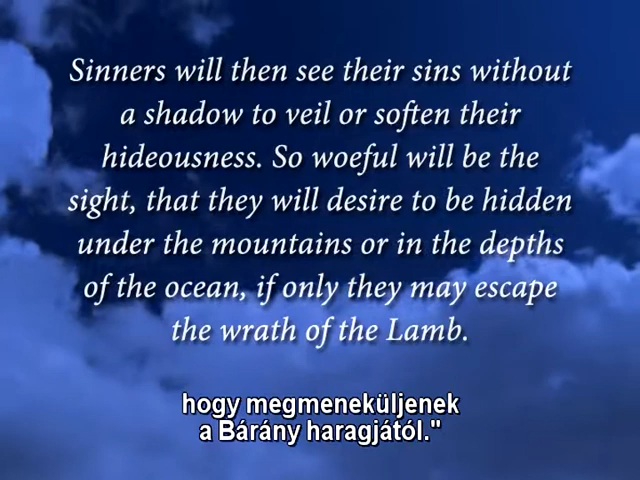 Sinners will then see their sins without
a shadow to veil or soften their
hideousness. So woeful will be the
sight, that they will desire to be hidden
under the mountains or in the depths
of the ocean, if only they may escape
the wrath of the Lamb.
hogy megmeneküljenek
a Bárány haragjától."